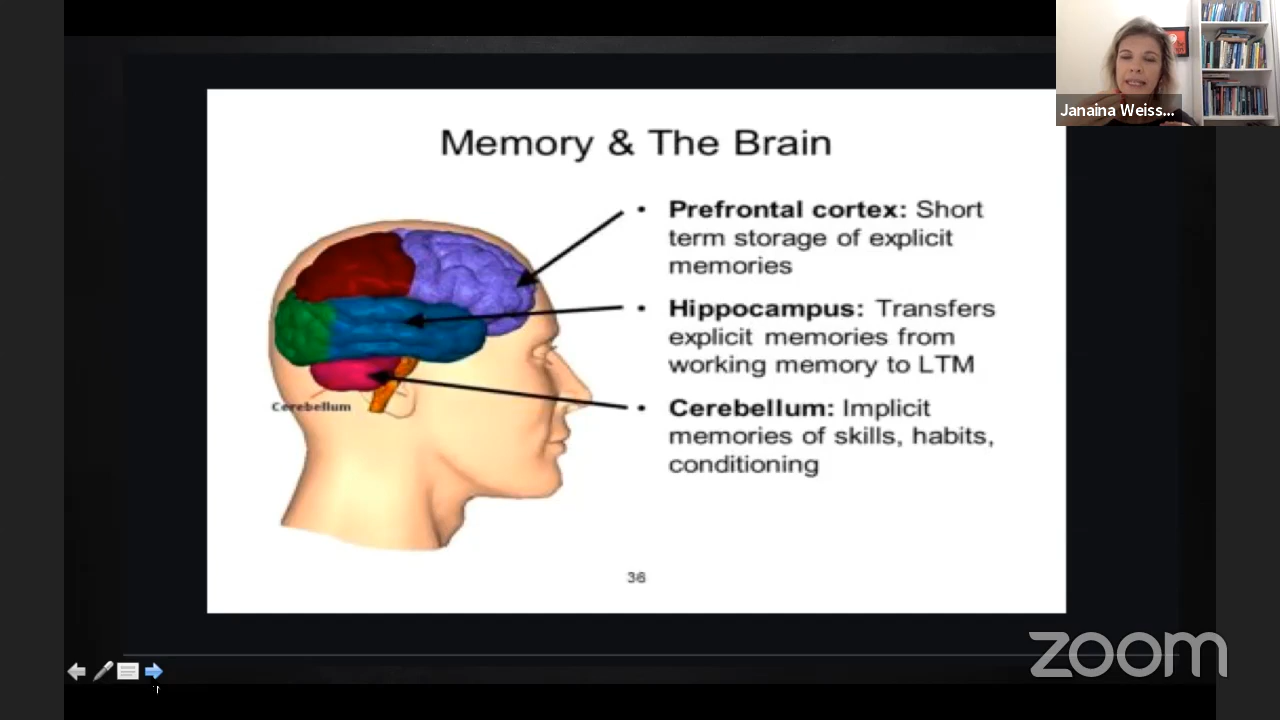 Janaina Weiss...
Memory & The Brain
• Prefrontal cortex: Short
term storage of explicit
memories
• Hippocampus: Transfers
explicit memories from
working memory to LTM
• Cerebellum: Implicit
memories of skills, habits,
conditioning
Cerebellum
36
zoom